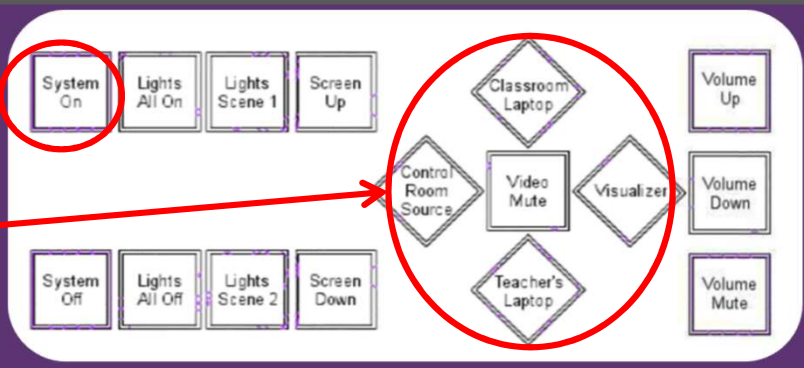 System
On
Lights
All On
Lights
Scene 1
Screen
Up
Classroom
Laptop
Volume
Up
Control
Room
Source
Video
Mute
Visualizer
Volume
Down
System
Off
Lights
All Off
Lights
Scene 2
Screen
Down
Teacher's
Laptop
Volume
Mute